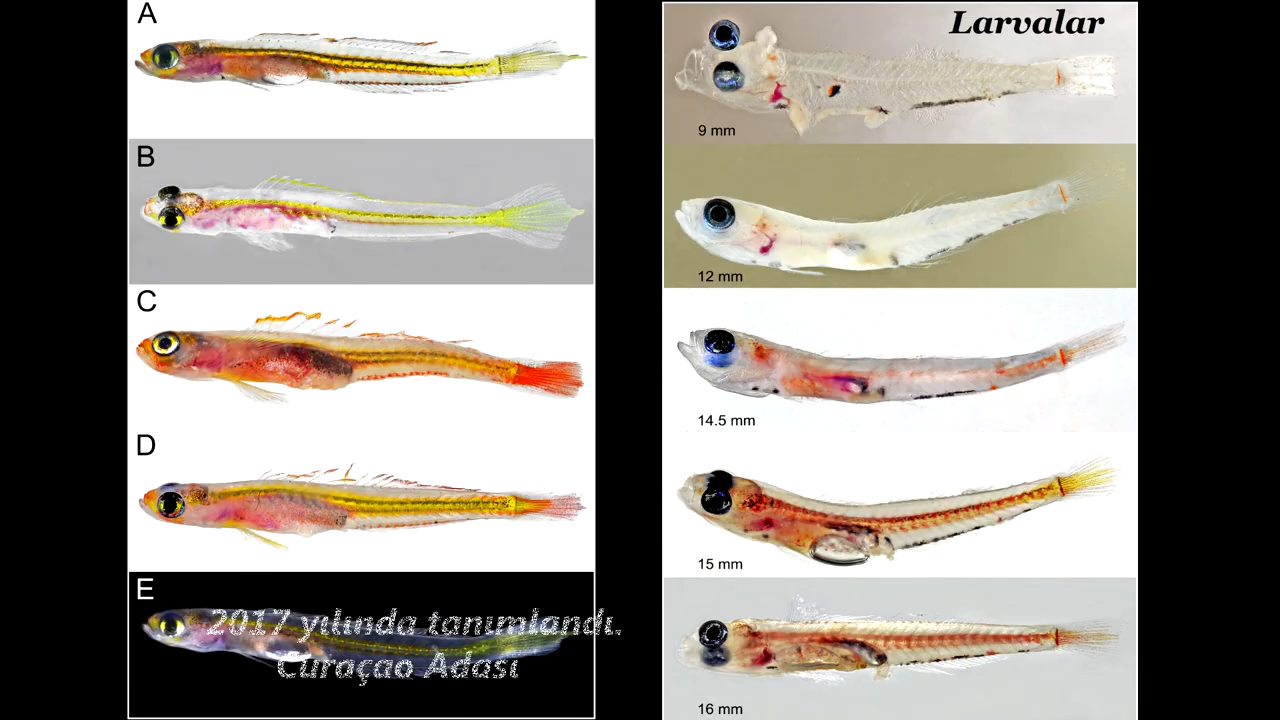 A
B
C
D
E
2017 yılında tanımlandı.
Curaçao Adası
Larvalar
9 mm
12 mm
14.5 mm
15 mm
16 mm